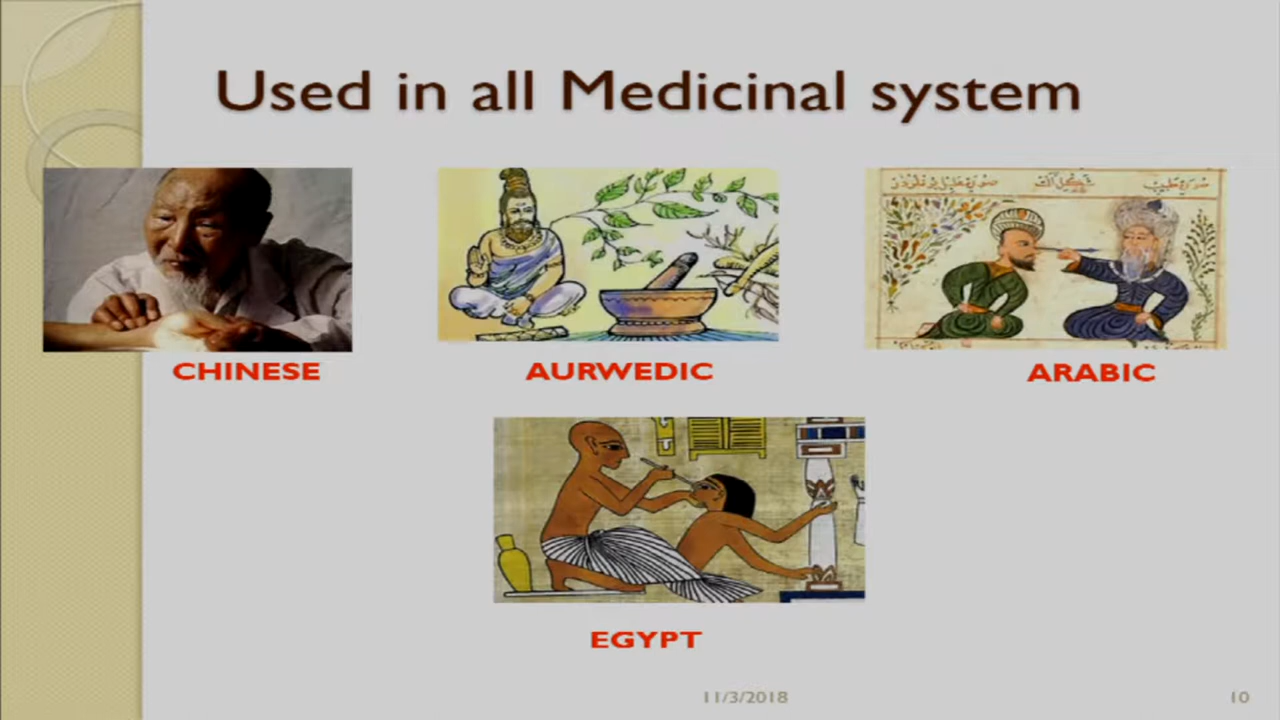 Used in all Medicinal system
CHINESE
AURWEDIC
ARABIC
EGYPT
11/3/2018
10